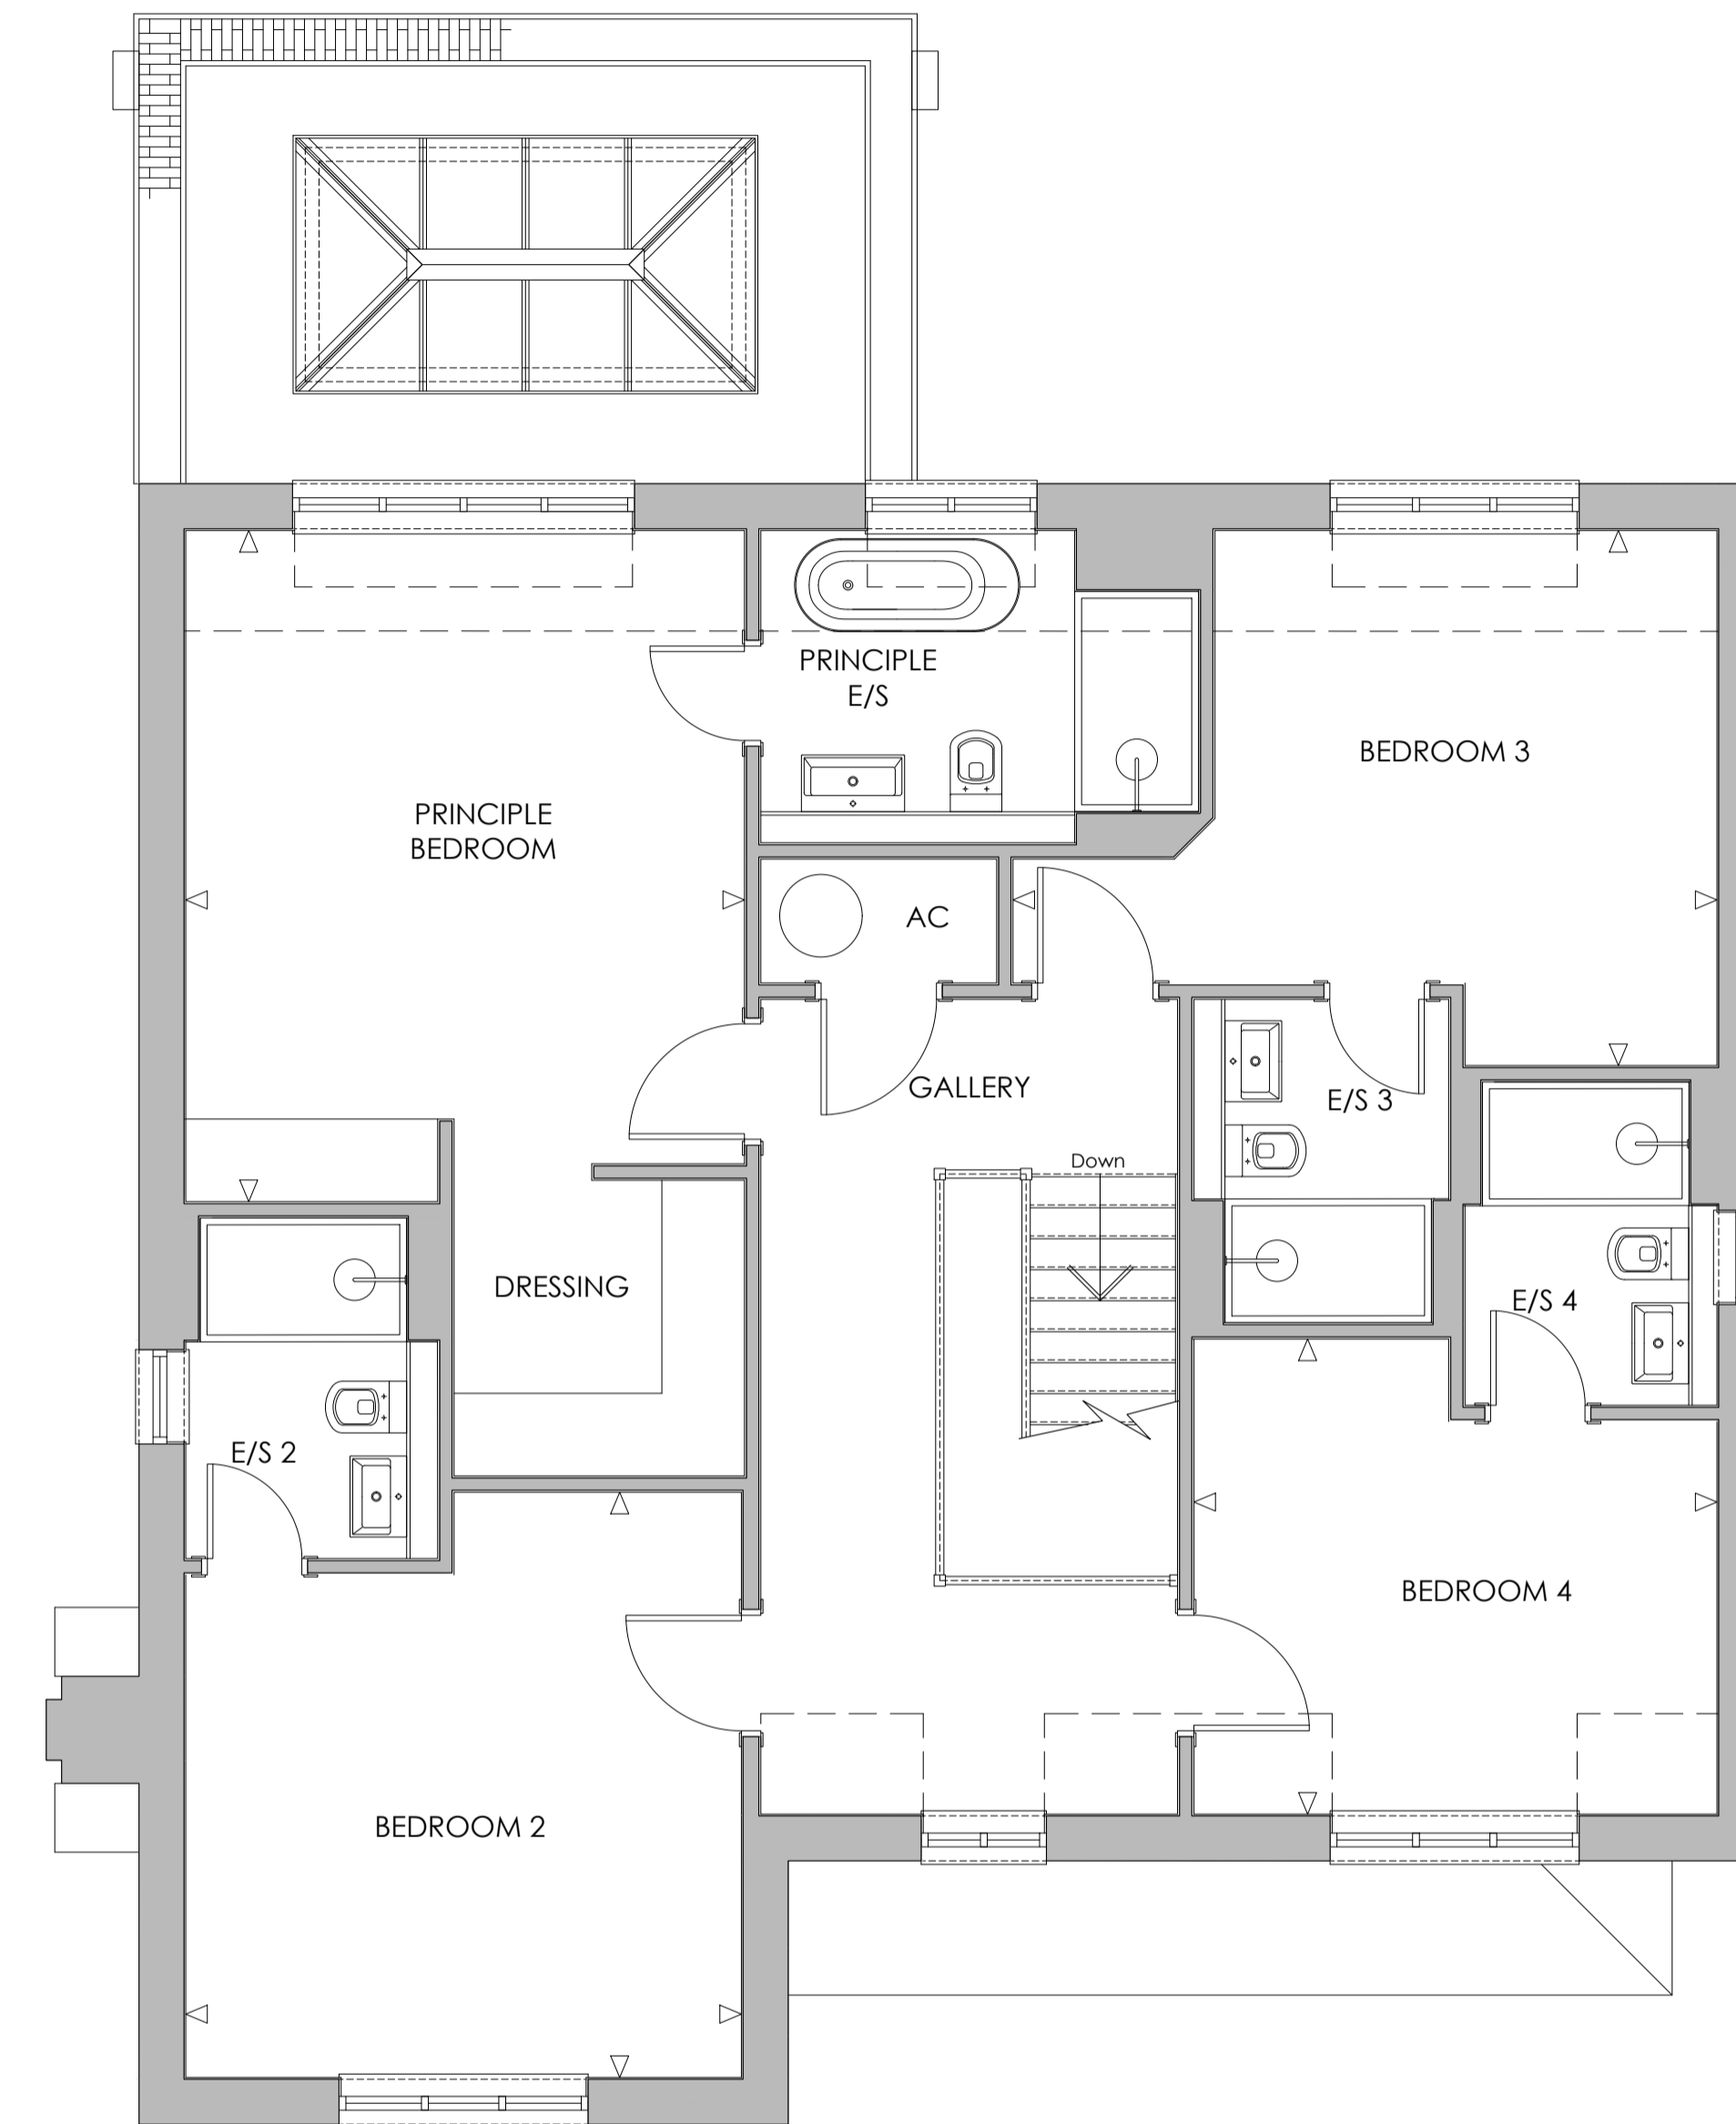 PRINCIPLE
E/S
BEDROOM 3
PRINCIPLE
BEDROOM
AC
GALLERY
E/S 3
Down
DRESSING
E/S 4
E/S 2
BEDROOM 4
BEDROOM 2